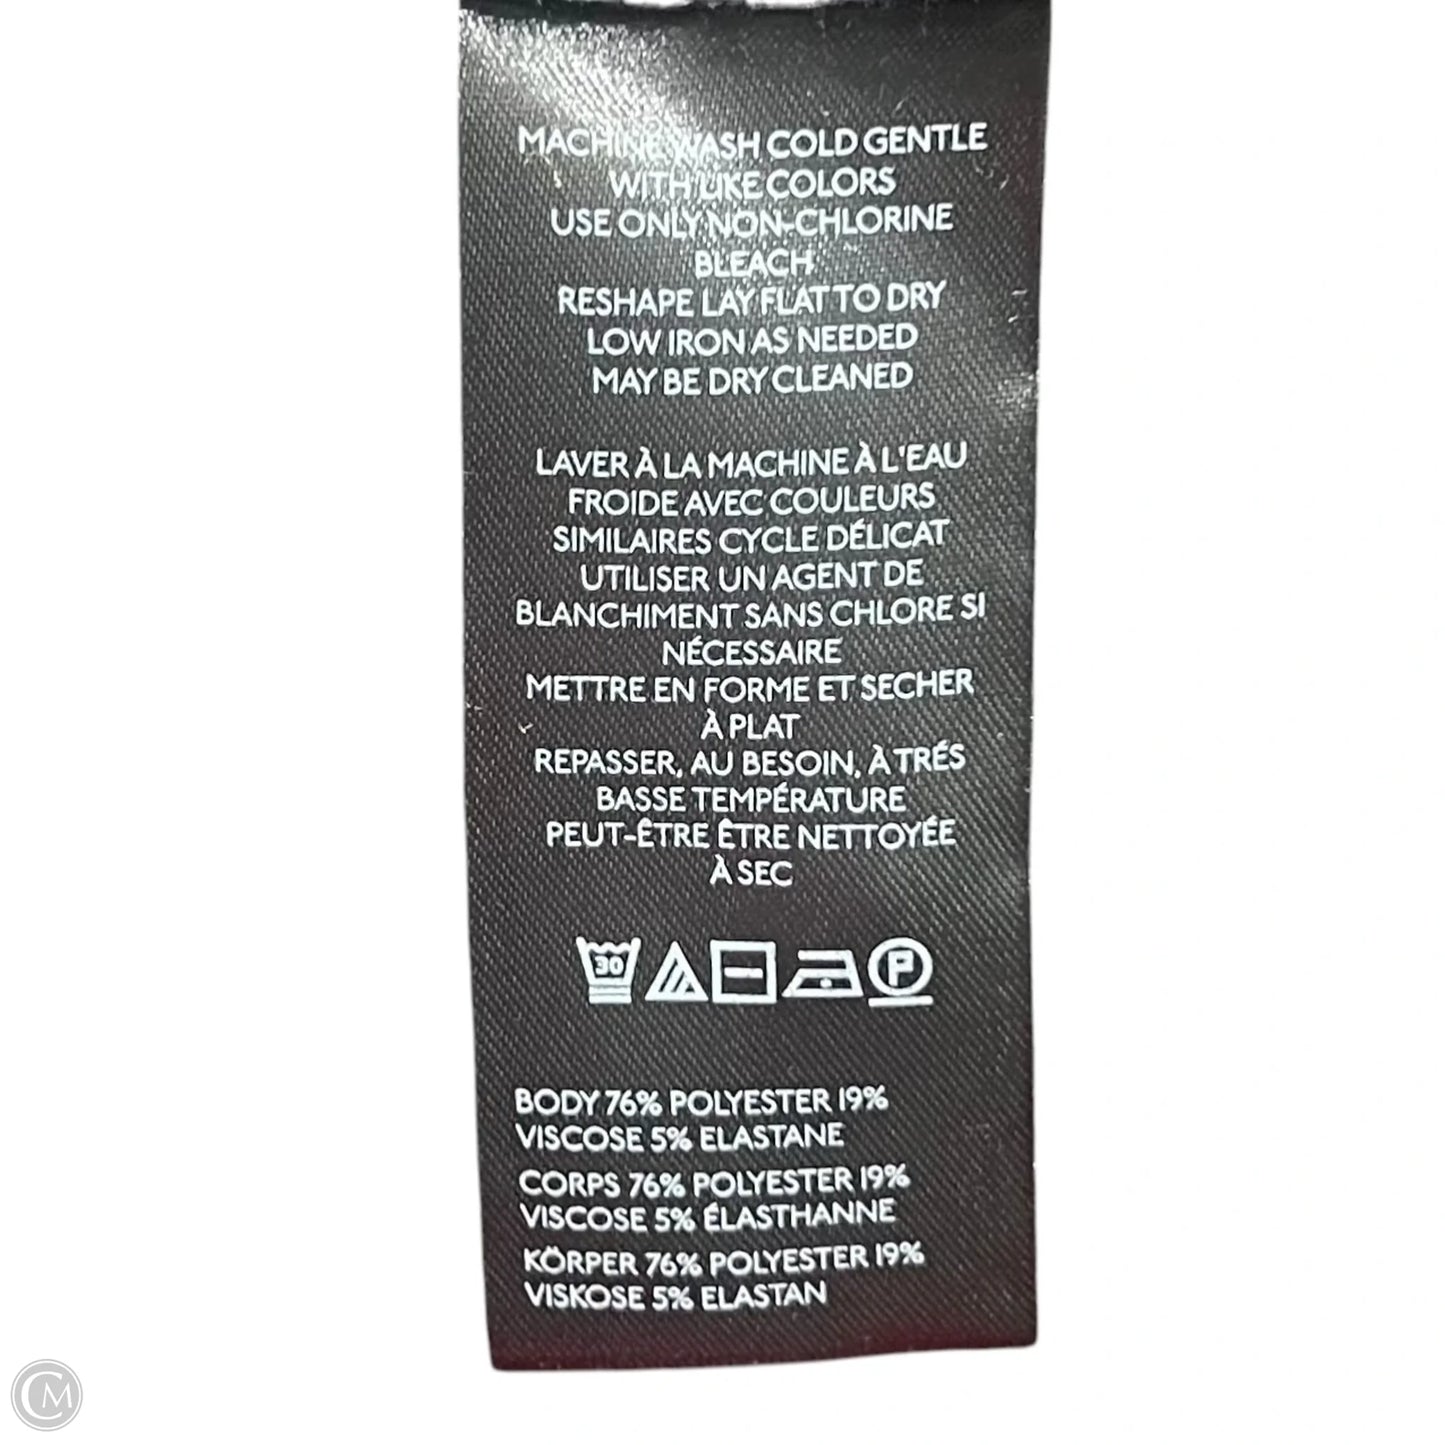 MACHINE WASH COLD GENTLE
WITH LIKE COLORS
USE ONLY NON-CHLORINE
BLEACH
RESHAPE LAY FLAT TO DRY
LOW IRON AS NEEDED
MAY BE DRY CLEANED
LAVER À LA MACHINE À L'EAU
FROIDE AVEC COULEURS
SIMILAIRES CYCLE DÉLICAT
UTILISER UN AGENT DE
BLANCHIMENT SANS CHLORE SI
NÉCESSAIRE
METTRE EN FORME ET SECHER
À PLAT
REPASSER, AU BESOIN, À TRÉS
BASSE TEMPÉRATURE
PEUT-ÊTRE ÊTRE NETTOYÉE
À SEC
30 P
BODY 76% POLYESTER 19%
VISCOSE 5% ELASTANE
CORPS 76% POLYESTER 19%
VISCOSE 5% ÉLASTHANNE
KÖRPER 76% POLYESTER 19%
VISKOSE 5% ELASTAN
CM